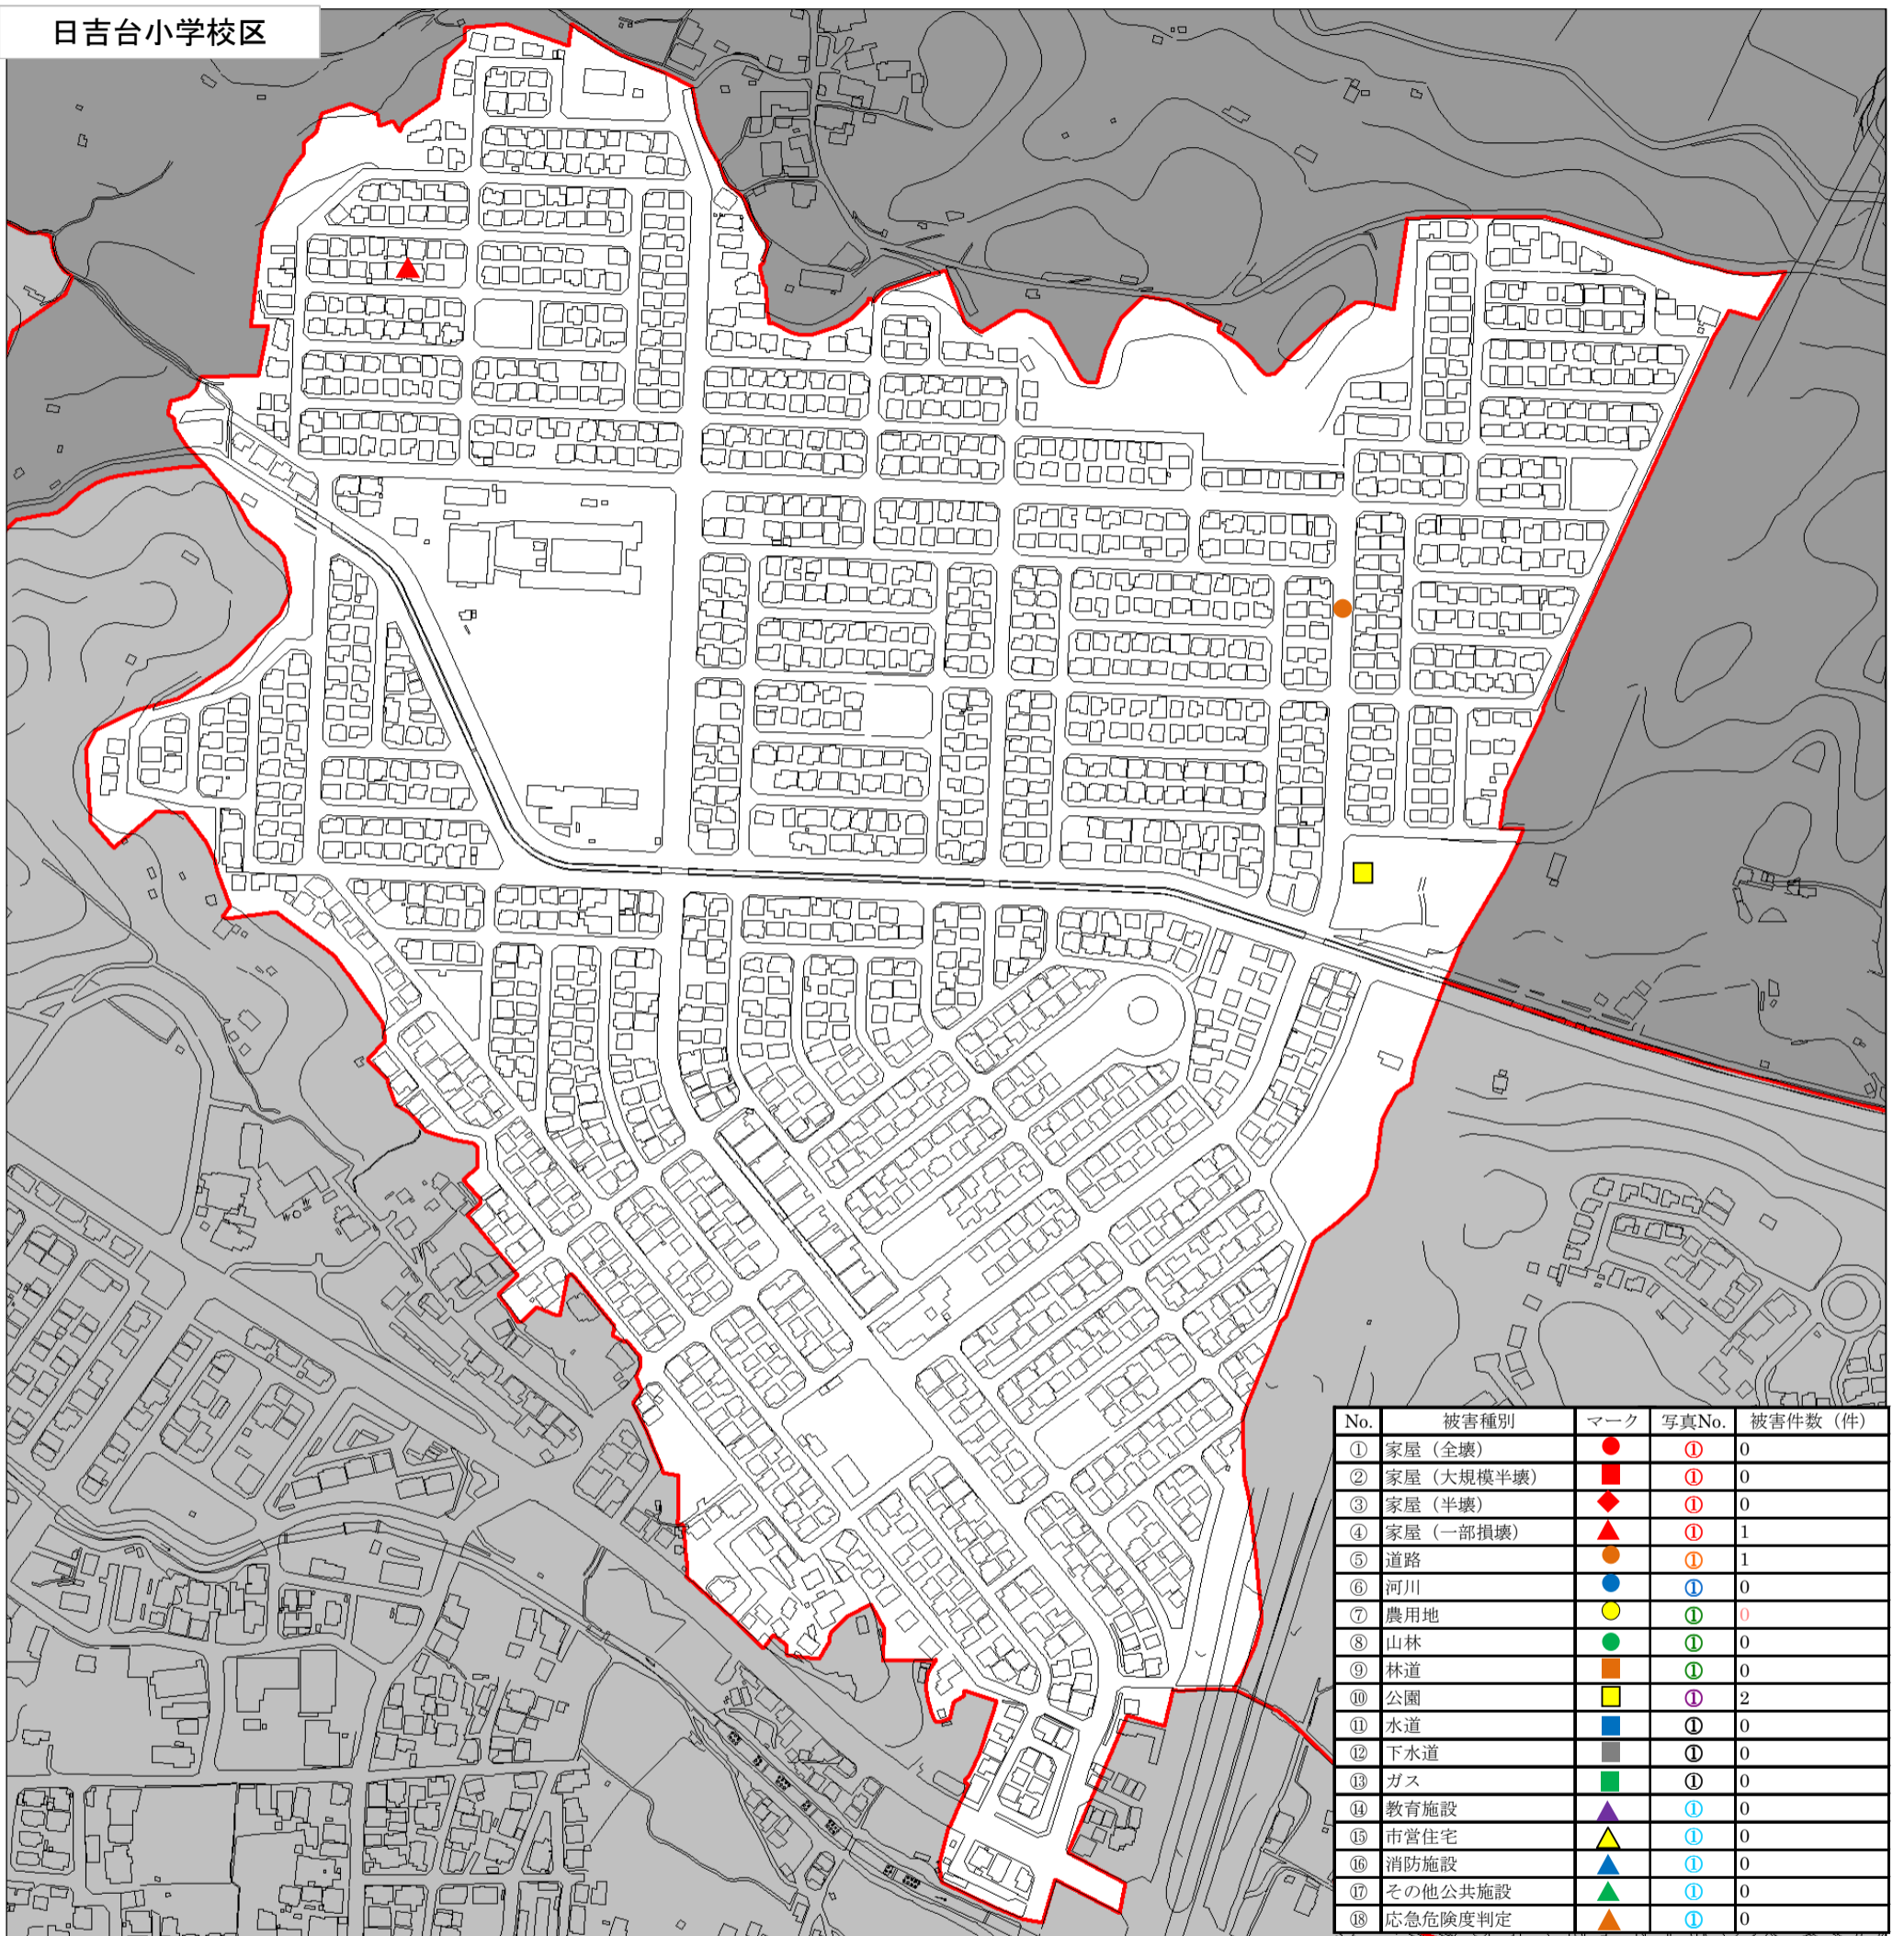 日吉台小学校区
No. 被害種別 マーク 写真No. 被害件数（件）
① 家屋（全壊） ① 0
② 家屋（大規模半壊） ① 0
③ 家屋（半壊） ① 0
④ 家屋（一部損壊） ① 1
⑤ 道路 ① 1
⑥ 河川 ① 0
⑦ 農用地 ① 0
⑧ 山林 ① 0
⑨ 林道 ① 0
⑩ 公園 ① 2
⑪ 水道 ① 0
⑫ 下水道 ① 0
⑬ ガス ① 0
⑭ 教育施設 ① 0
⑮ 市営住宅 ① 0
⑯ 消防施設 ① 0
⑰ その他公共施設 ① 0
⑱ 応急危険度判定 ① 0